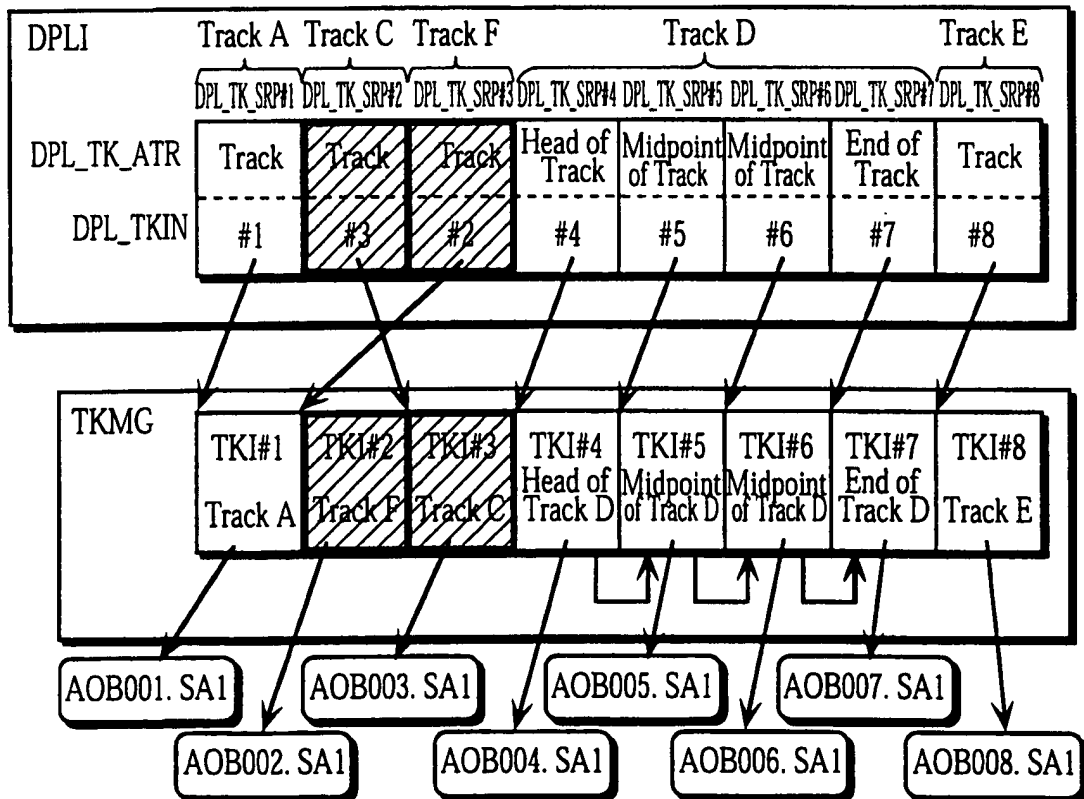 DPLI
Track A Track C Track F Track D Track E
DPL_TK_SRP#1 DPL_TK_SRP#2 DPL_TK_SRP#3 DPL_TK_SRP#4 DPL_TK_SRP#5 DPL_TK_SRP#6 DPL_TK_SRP#7 DPL_TK_SRP#8
DPL_TK_ATR
Track
Track
Track
Head of
Track
Midpoint
of Track
Midpoint
of Track
End of
Track
Track
DPL_TKIN
#1 #3 #2 #4 #5 #6 #7 #8
TKMG
TKI#1
Track A
TKI#2
Track F
TKI#3
Track C
TKI#4
Head of
Track D
TKI#5
Midpoint
of Track D
TKI#6
Midpoint
of Track D
TKI#7
End of
Track D
TKI#8
Track E
AOB001. SA1
AOB003. SA1
AOB005. SA1
AOB007. SA1
AOB002. SA1
AOB004. SA1
AOB006. SA1
AOB008. SA1